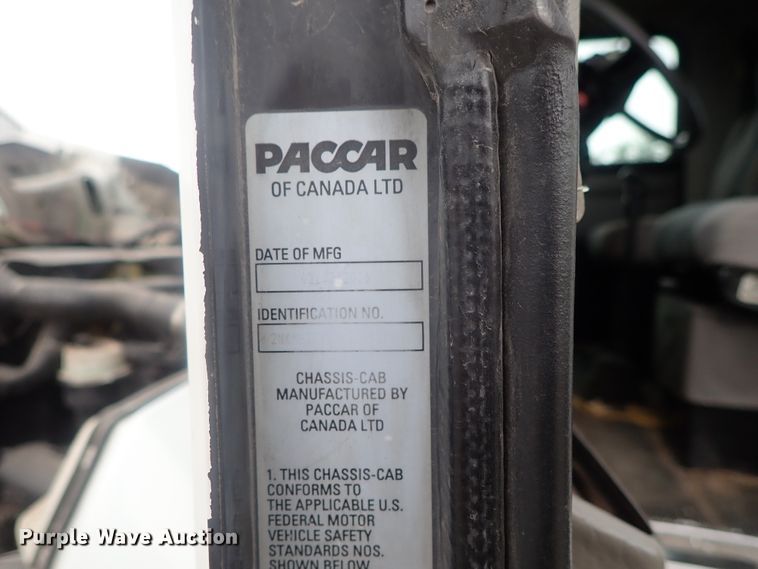 PACCAR
OF CANADA LTD
DATE OF MFG
IDENTIFICATION NO.
CHASSIS-CAB
MANUFACTURED BY
PACCAR OF
CANADA LTD
1. THIS CHASSIS-CAB
CONFORMS TO
THE APPLICABLE U.S.
FEDERAL MOTOR
VEHICLE SAFETY
STANDARDS NOS.
SHOWN BELOW
Purple Wave Auction